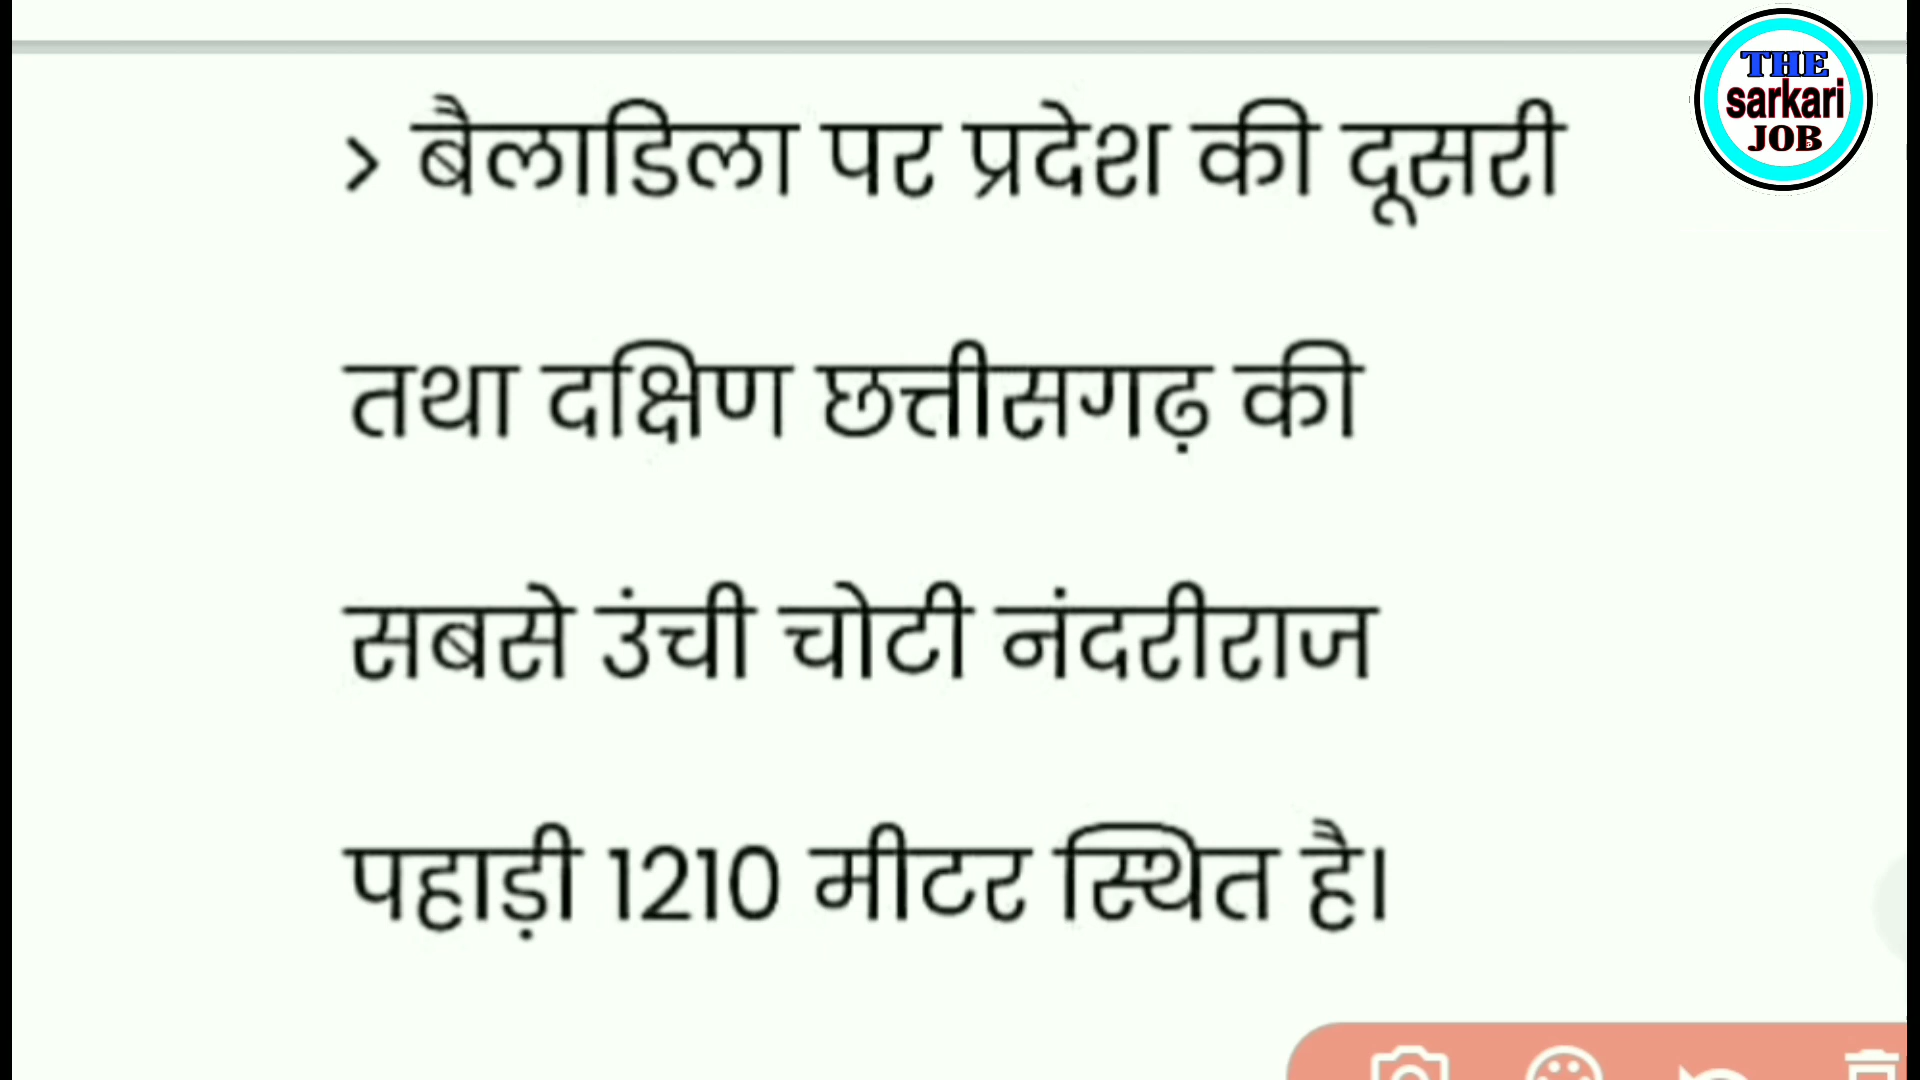 > बैलाडिला पर प्रदेश की दूसरी
तथा दक्षिण छत्तीसगढ़ की
सबसे उंची चोटी नंदरीराज
पहाड़ी 1210 मीटर स्थित है।
THE
sarkari
JOB